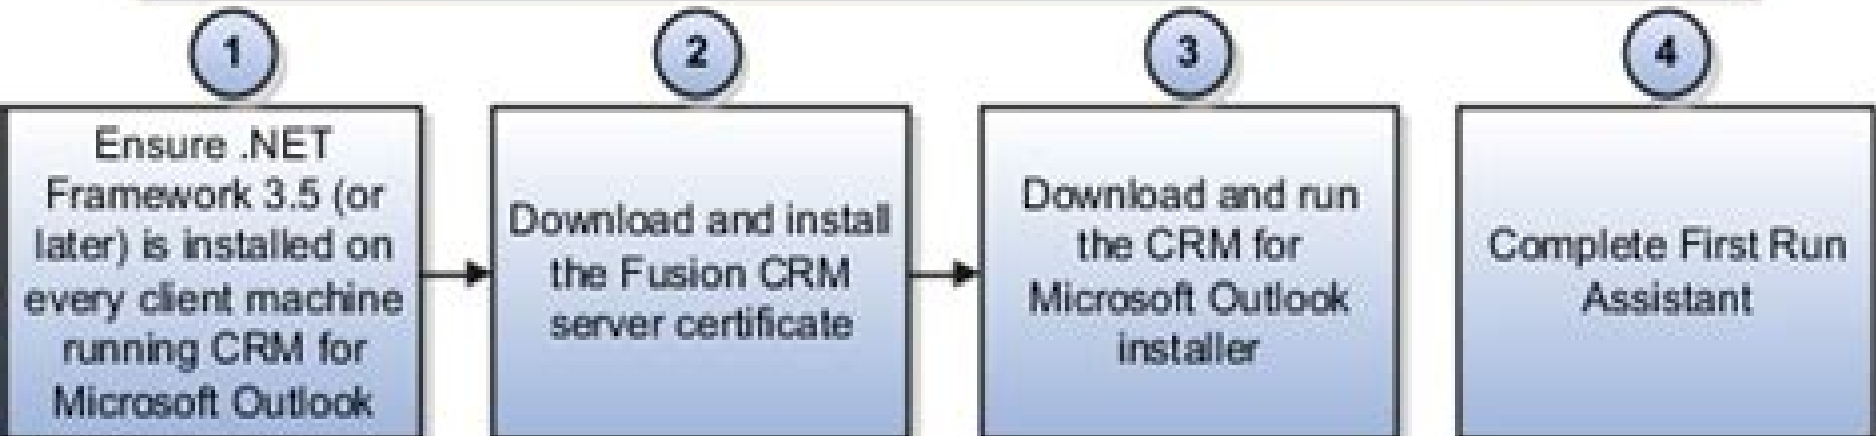 1
Ensure .NET
Framework 3.5 (or
later) is installed on
every client machine
running CRM for
Microsoft Outlook
2
Download and install
the Fusion CRM
server certificate
3
Download and run
the CRM for
Microsoft Outlook
installer
4
Complete First Run
Assistant